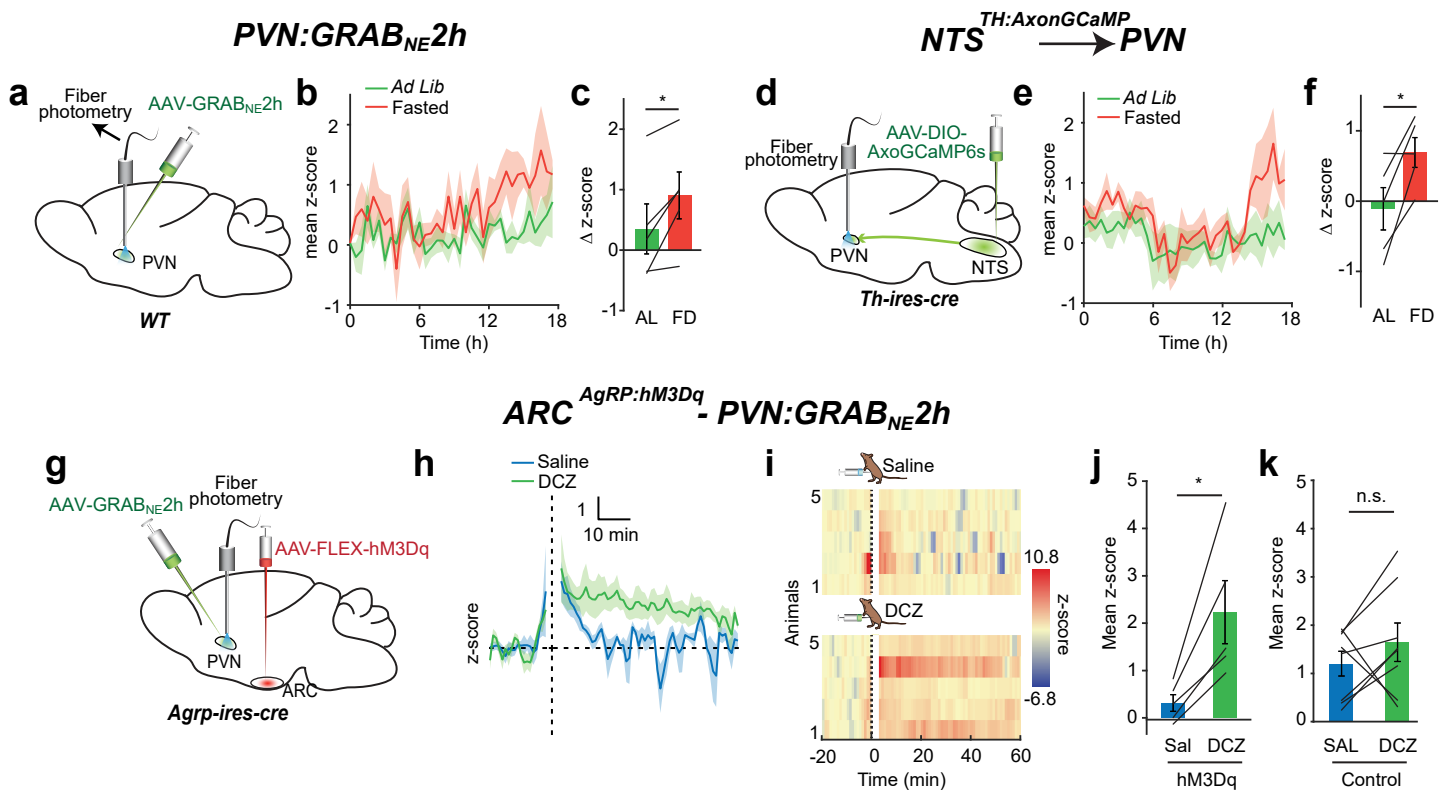 PVN:GRABNE2h
TH:AxonGCaMP
NTS PVN
a
Fiber
photometry
AAV-GRABNE2h
PVN
WT
b
Ad Lib
Fasted
mean z-score
2
1
0
-1
0 6 12 18
Time (h)
c
*
Δ z-score
2
1
0
-1
AL FD
d
Fiber
photometry
AAV-DIO-
AxoGCaMP6s
PVN
NTS
Th-ires-cre
e
Ad Lib
Fasted
mean z-score
2
1
0
-1
0 6 12 18
Time (h)
f
*
Δ z-score
1
0
-1
AL FD
ARC AgRP:hM3Dq - PVN:GRABNE2h
g
Fiber
photometry
AAV-GRABNE2h
AAV-FLEX-hM3Dq
PVN
ARC
Agrp-ires-cre
h
Saline
DCZ
1
10 min
z-score
i
Saline
5
1
DCZ
5
1
Animals
-20 0 20 40 60
Time (min)
10.8
z-score
-6.8
j
*
Mean z-score
5
4
3
2
1
0
Sal DCZ
hM3Dq
k
n.s.
Mean z-score
5
4
3
2
1
0
SAL DCZ
Control